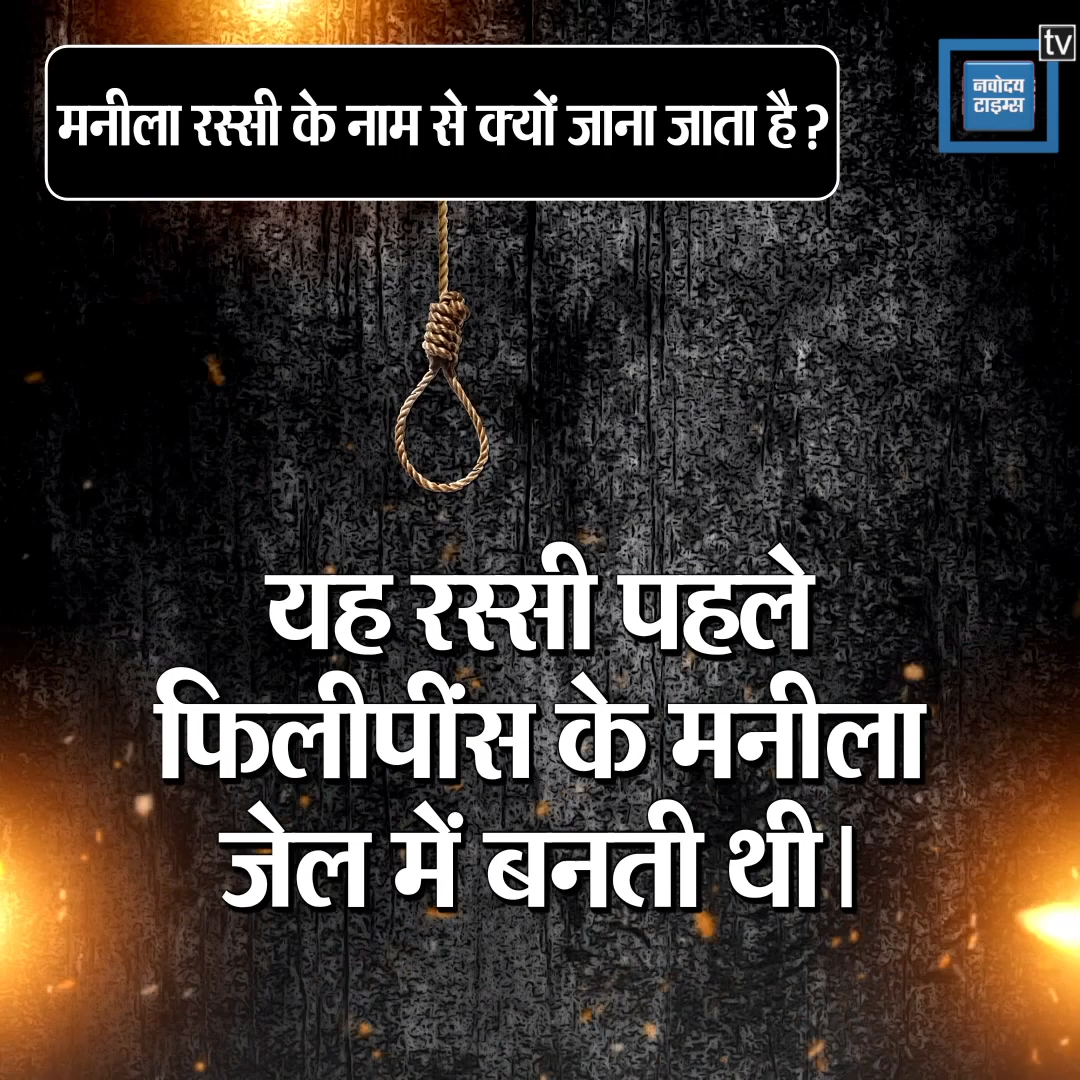 मनीला रस्सी के नाम से क्यों जाना जाता है?
tv
नवोदय
टाइम्स
यह रस्सी पहले
फिलीपींस के मनीला
जेल में बनती थी।